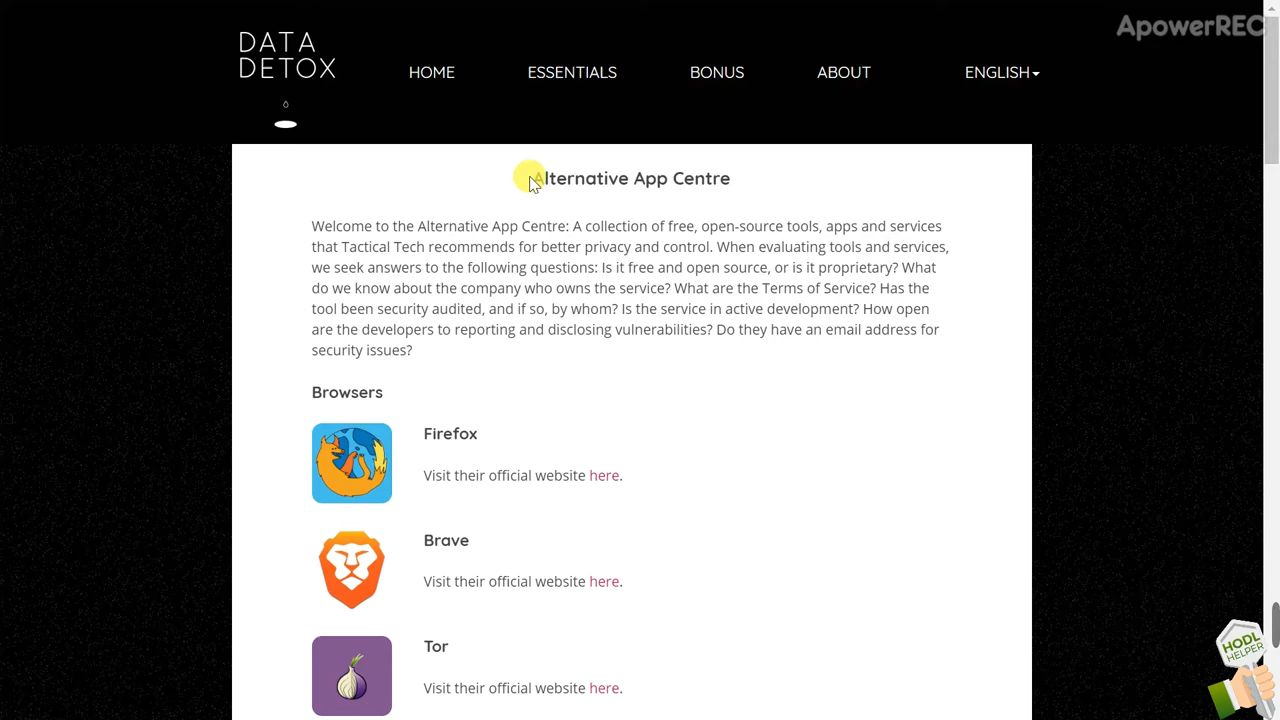 ApowerREC
DATA
DETOX
HOME
ESSENTIALS
BONUS
ABOUT
ENGLISH
Alternative App Centre
Welcome to the Alternative App Centre: A collection of free, open-source tools, apps and services
that Tactical Tech recommends for better privacy and control. When evaluating tools and services,
we seek answers to the following questions: Is it free and open source, or is it proprietary? What
do we know about the company who owns the service? What are the Terms of Service? Has the
tool been security audited, and if so, by whom? Is the service in active development? How open
are the developers to reporting and disclosing vulnerabilities? Do they have an email address for
security issues?
Browsers
Firefox
Visit their official website here.
Brave
Visit their official website here.
Tor
Visit their official website here.
HODL
HELPER